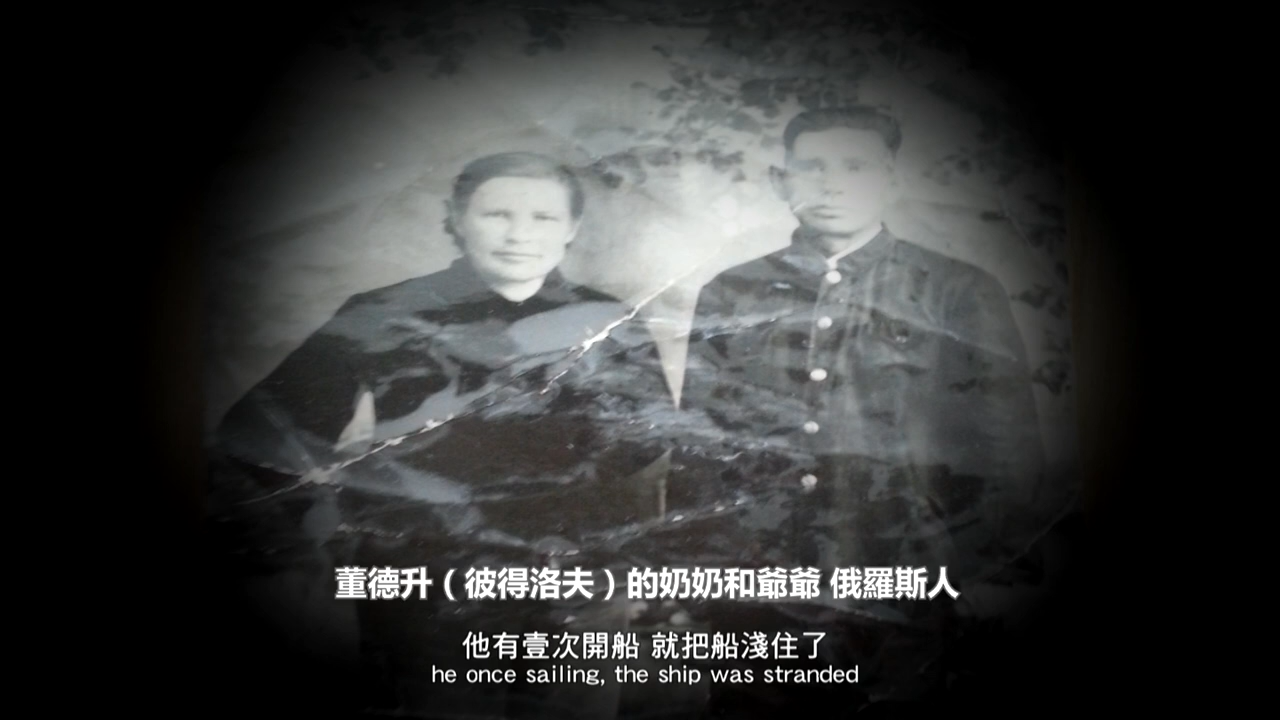 董德升（彼得洛夫）的奶奶和爺爺 俄羅斯人
他有壹次開船 就把船淺住了
he once sailing, the ship was stranded